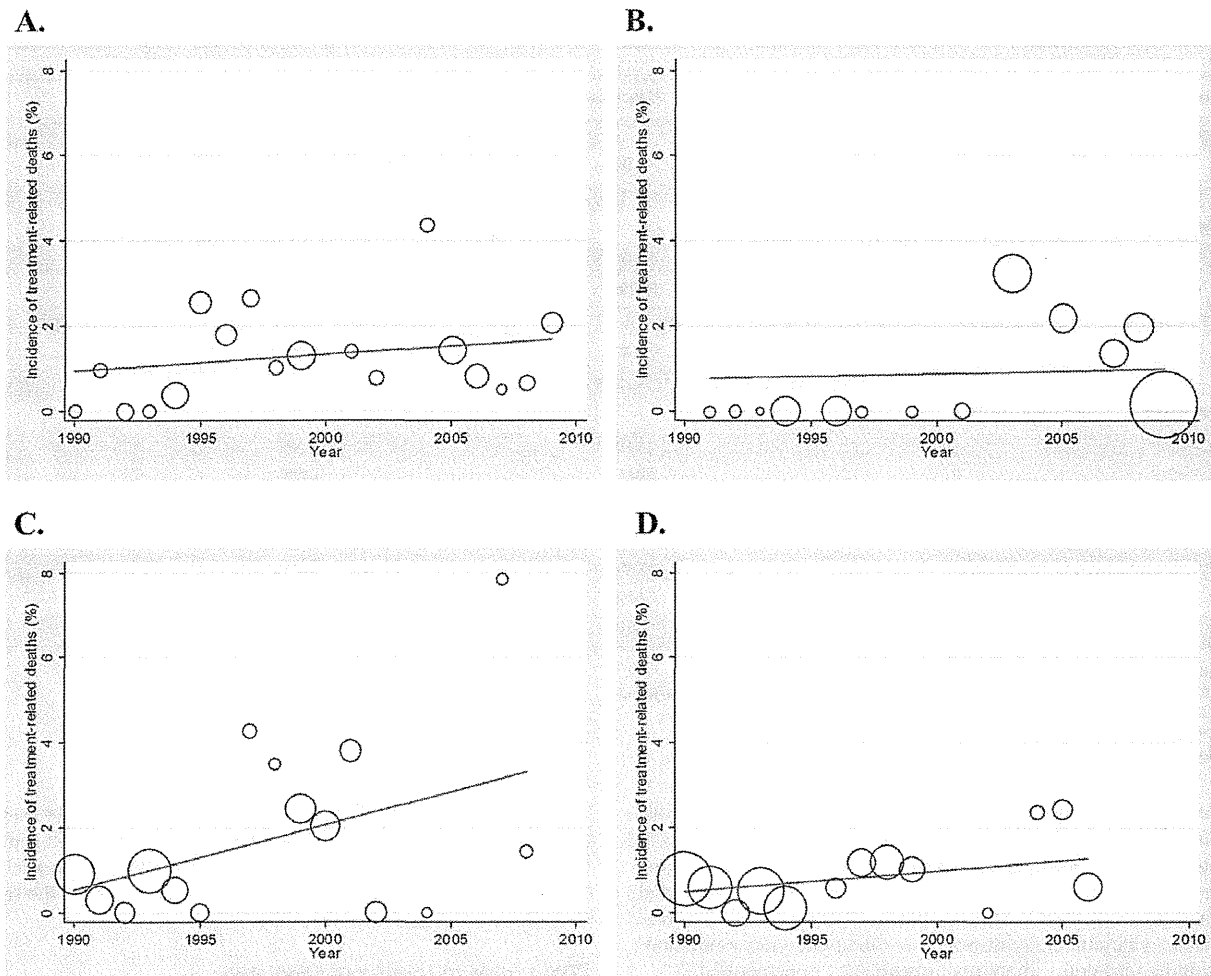 A.
Incidence of treatment-related deaths (%)
8
6
4
2
0
1990 1995 2000 2005 2010
Year
B.
Incidence of treatment-related deaths (%)
8
6
4
2
0
1990 1995 2000 2005 2010
Year
C.
Incidence of treatment-related deaths (%)
8
6
4
2
0
1990 1995 2000 2005 2010
Year
D.
Incidence of treatment-related deaths (%)
8
6
4
2
0
1990 1995 2000 2005 2010
Year